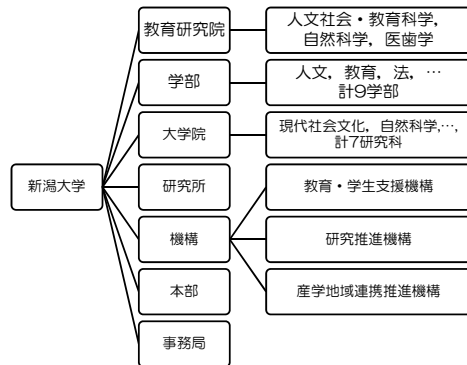 新潟大学
教育研究院
人文社会・教育科学，
自然科学，医歯学
学部
人文，教育，法，…
計9学部
大学院
現代社会文化，自然科学,…,
計7研究科
研究所
機構
教育・学生支援機構
研究推進機構
産学地域連携推進機構
本部
事務局